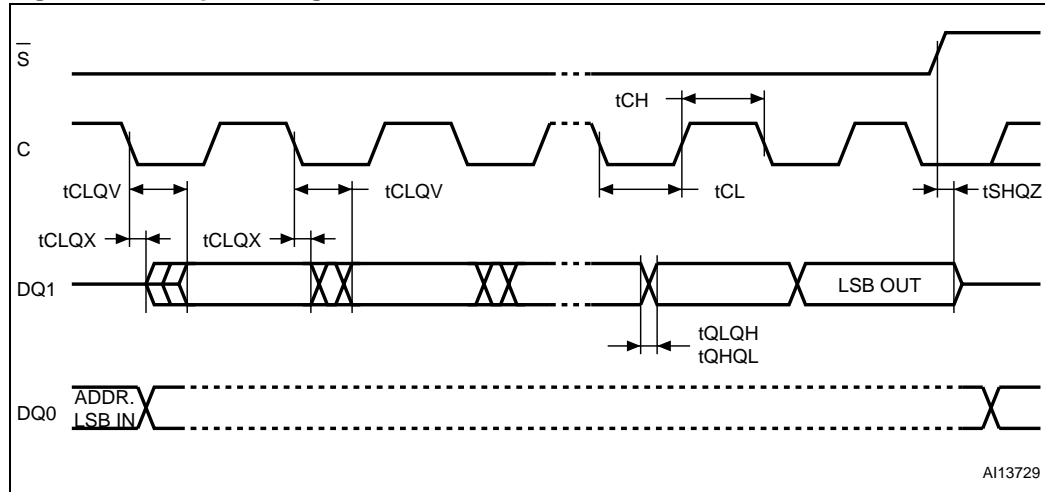 S
tCH
C
tCLQV
tCLQV
tCL
tSHQZ
tCLQX
tCLQX
DQ1
LSB OUT
tQLQH
tQHQL
DQ0
ADDR.
LSB IN
AI13729